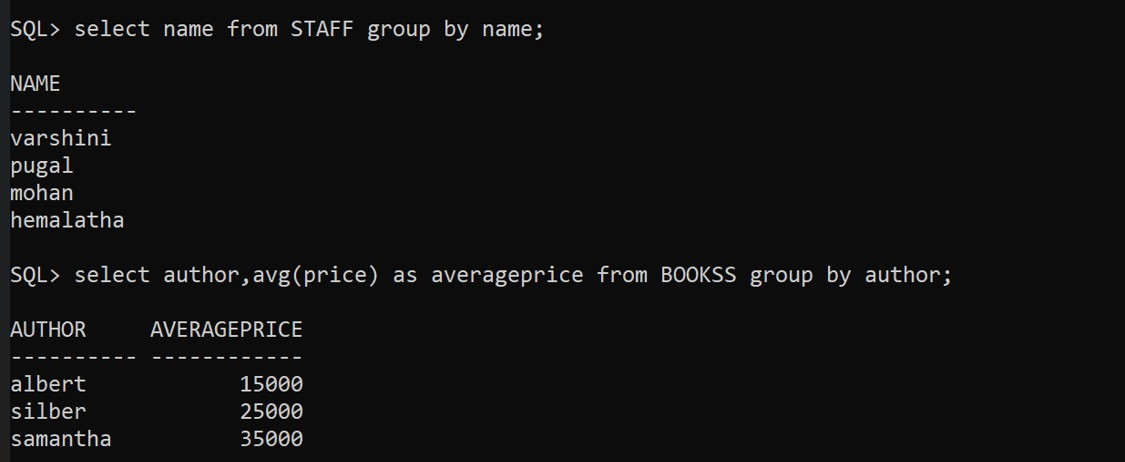 SQL> select name from STAFF group by name;
NAME
----------
varshini
pugal
mohan
hemalatha
SQL> select author,avg(price) as averageprice from BOOKSS group by author;
AUTHOR     AVERAGEPRICE
---------- ------------
albert            15000
silber            25000
samantha          35000